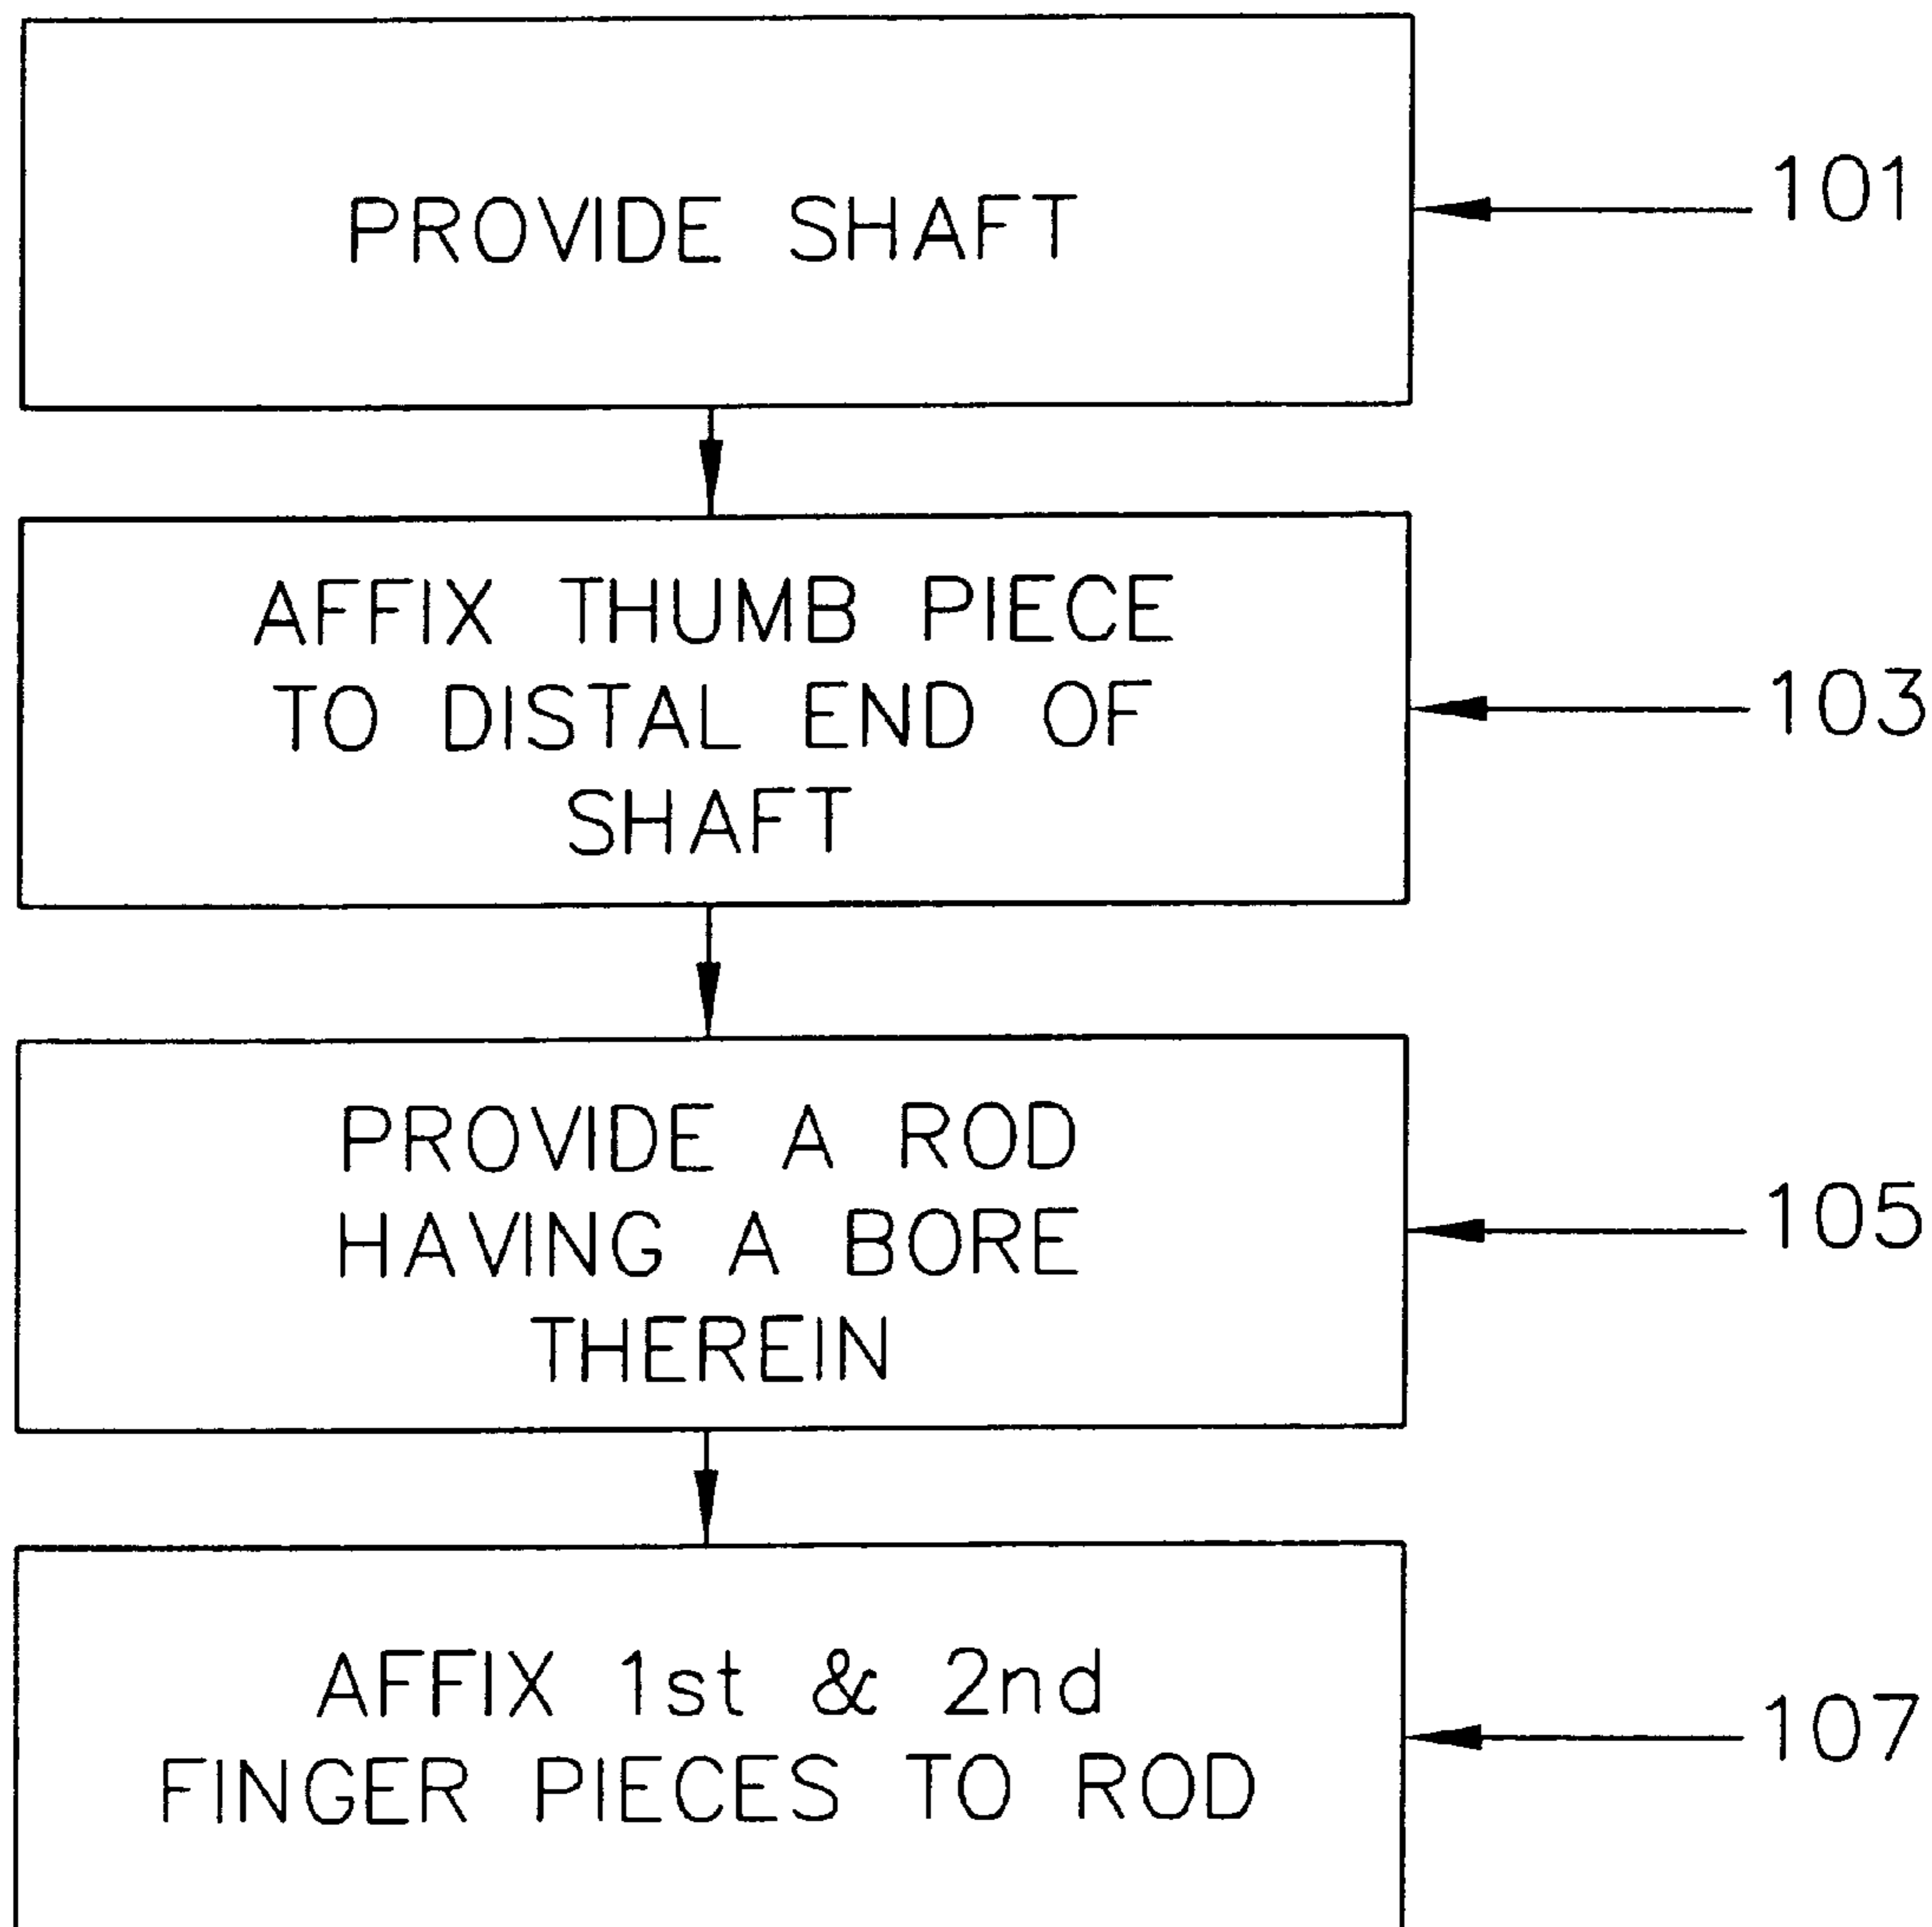 PROVIDE SHAFT
101
AFFIX THUMB PIECE
TO DISTAL END OF
SHAFT
103
PROVIDE A ROD
HAVING A BORE
THEREIN
105
AFFIX 1st & 2nd
FINGER PIECES TO ROD
107